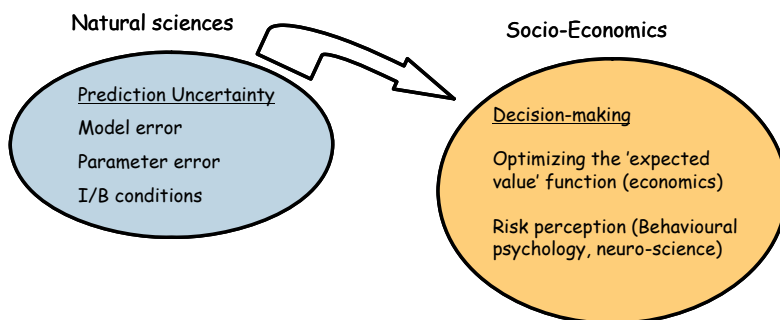 Natural sciences
Socio-Economics
Prediction Uncertainty
Model error
Parameter error
I/B conditions
Decision-making
Optimizing the ’expected
value’ function (economics)
Risk perception (Behavioural
psychology, neuro-science)